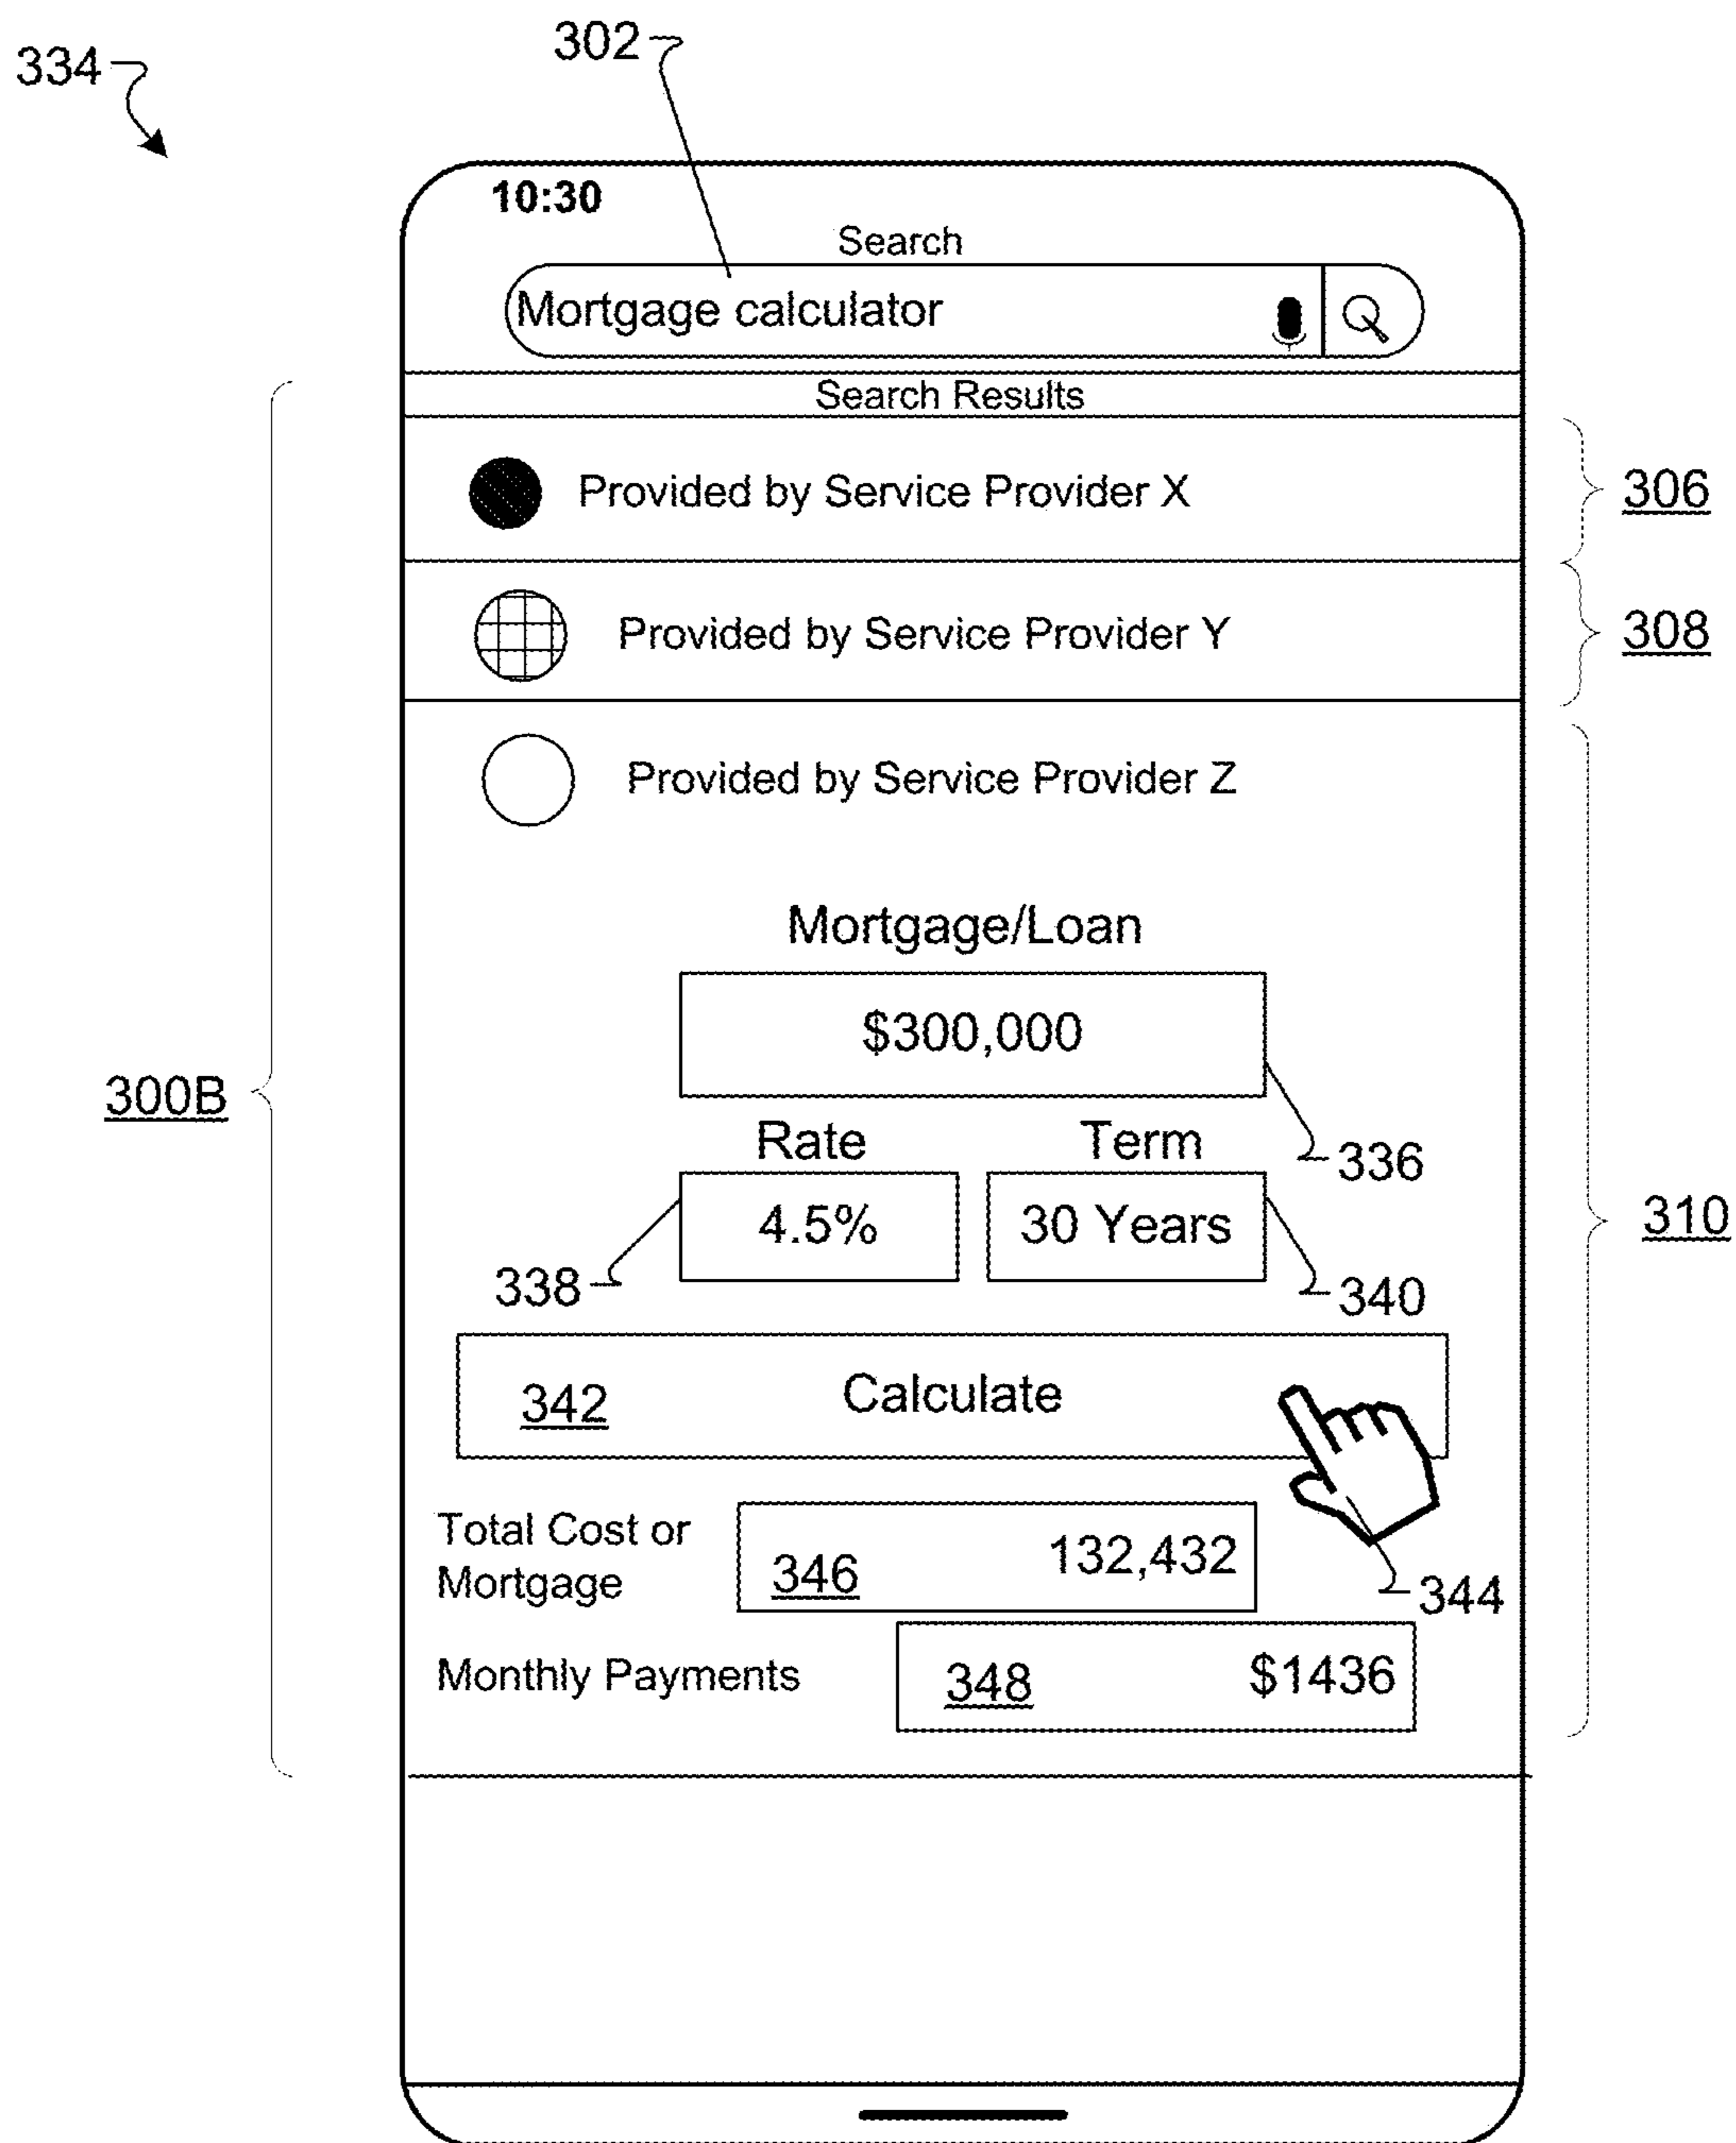 334
302
10:30
Search
Mortgage calculator
Search Results
Provided by Service Provider X
306
Provided by Service Provider Y
308
Provided by Service Provider Z
Mortgage/Loan
$300,000
300B
Rate
Term
336
4.5%
30 Years
310
338
340
342
Calculate
Total Cost or
Mortgage
346
132,432
344
Monthly Payments
348
$1436